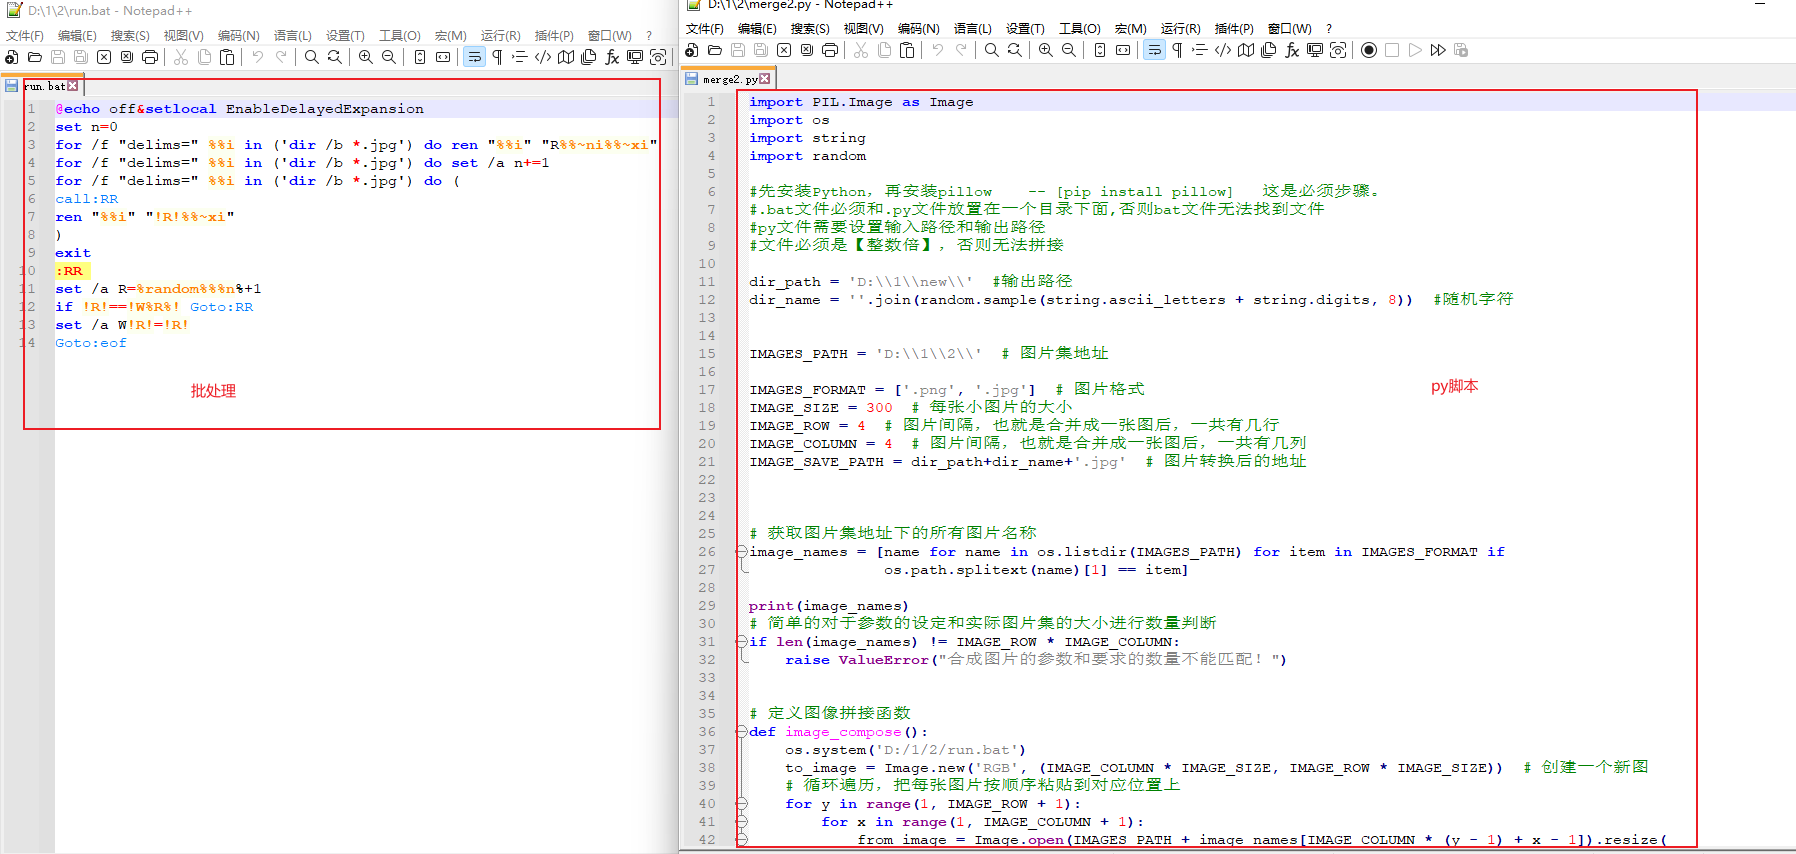 D:\1\2\run.bat - Notepad++
文件(F) 编辑(E) 搜索(S) 视图(V) 编码(N) 语言(L) 设置(T) 工具(O) 宏(M) 运行(R) 插件(P) 窗口(W) ?
run.bat
1 @echo off&setlocal EnableDelayedExpansion
2 set n=0
3 for /f "delims=" %%i in ('dir /b *.jpg') do ren "%%i" "R%%~ni%%~xi"
4 for /f "delims=" %%i in ('dir /b *.jpg') do set /a n+=1
5 for /f "delims=" %%i in ('dir /b *.jpg') do (
6 call:RR
7 ren "%%i" "!R!%%~xi"
8 )
9 exit
10 :RR
11 set /a R=%random%%%n%+1
12 if !R!==!W%R%! Goto:RR
13 set /a W!R!=!R!
14 Goto:eof
批处理
D:\1\2\merge2.py - Notepad++
文件(F) 编辑(E) 搜索(S) 视图(V) 编码(N) 语言(L) 设置(T) 工具(O) 宏(M) 运行(R) 插件(P) 窗口(W) ?
merge2.py
1 import PIL.Image as Image
2 import os
3 import string
4 import random
5
6 #先安装Python，再安装pillow    -- [pip install pillow]   这是必须步骤。
7 #.bat文件必须和.py文件放置在一个目录下面,否则bat文件无法找到文件
8 #py文件需要设置输入路径和输出路径
9 #文件必须是【整数倍】，否则无法拼接
10
11 dir_path = 'D:\\1\\new\\'  #输出路径
12 dir_name = ''.join(random.sample(string.ascii_letters + string.digits, 8))  #随机字符
13
14
15 IMAGES_PATH = 'D:\\1\\2\\'  # 图片集地址
16
17 IMAGES_FORMAT = ['.png', '.jpg']  # 图片格式
18 IMAGE_SIZE = 300  # 每张小图片的大小
19 IMAGE_ROW = 4  # 图片间隔，也就是合并成一张图后，一共有几行
20 IMAGE_COLUMN = 4  # 图片间隔，也就是合并成一张图后，一共有几列
21 IMAGE_SAVE_PATH = dir_path+dir_name+'.jpg'  # 图片转换后的地址
22
23
24
25 # 获取图片集地址下的所有图片名称
26 image_names = [name for name in os.listdir(IMAGES_PATH) for item in IMAGES_FORMAT if
27                os.path.splitext(name)[1] == item]
28
29 print(image_names)
30 # 简单的对于参数的设定和实际图片集的大小进行数量判断
31 if len(image_names) != IMAGE_ROW * IMAGE_COLUMN:
32     raise ValueError("合成图片的参数和要求的数量不能匹配！")
33
34
35 # 定义图像拼接函数
36 def image_compose():
37     os.system('D:/1/2/run.bat')
38     to_image = Image.new('RGB', (IMAGE_COLUMN * IMAGE_SIZE, IMAGE_ROW * IMAGE_SIZE))  # 创建一个新图
39     # 循环遍历，把每张图片按顺序粘贴到对应位置上
40     for y in range(1, IMAGE_ROW + 1):
41         for x in range(1, IMAGE_COLUMN + 1):
42             from_image = Image.open(IMAGES_PATH + image_names[IMAGE_COLUMN * (y - 1) + x - 1]).resize(
py脚本